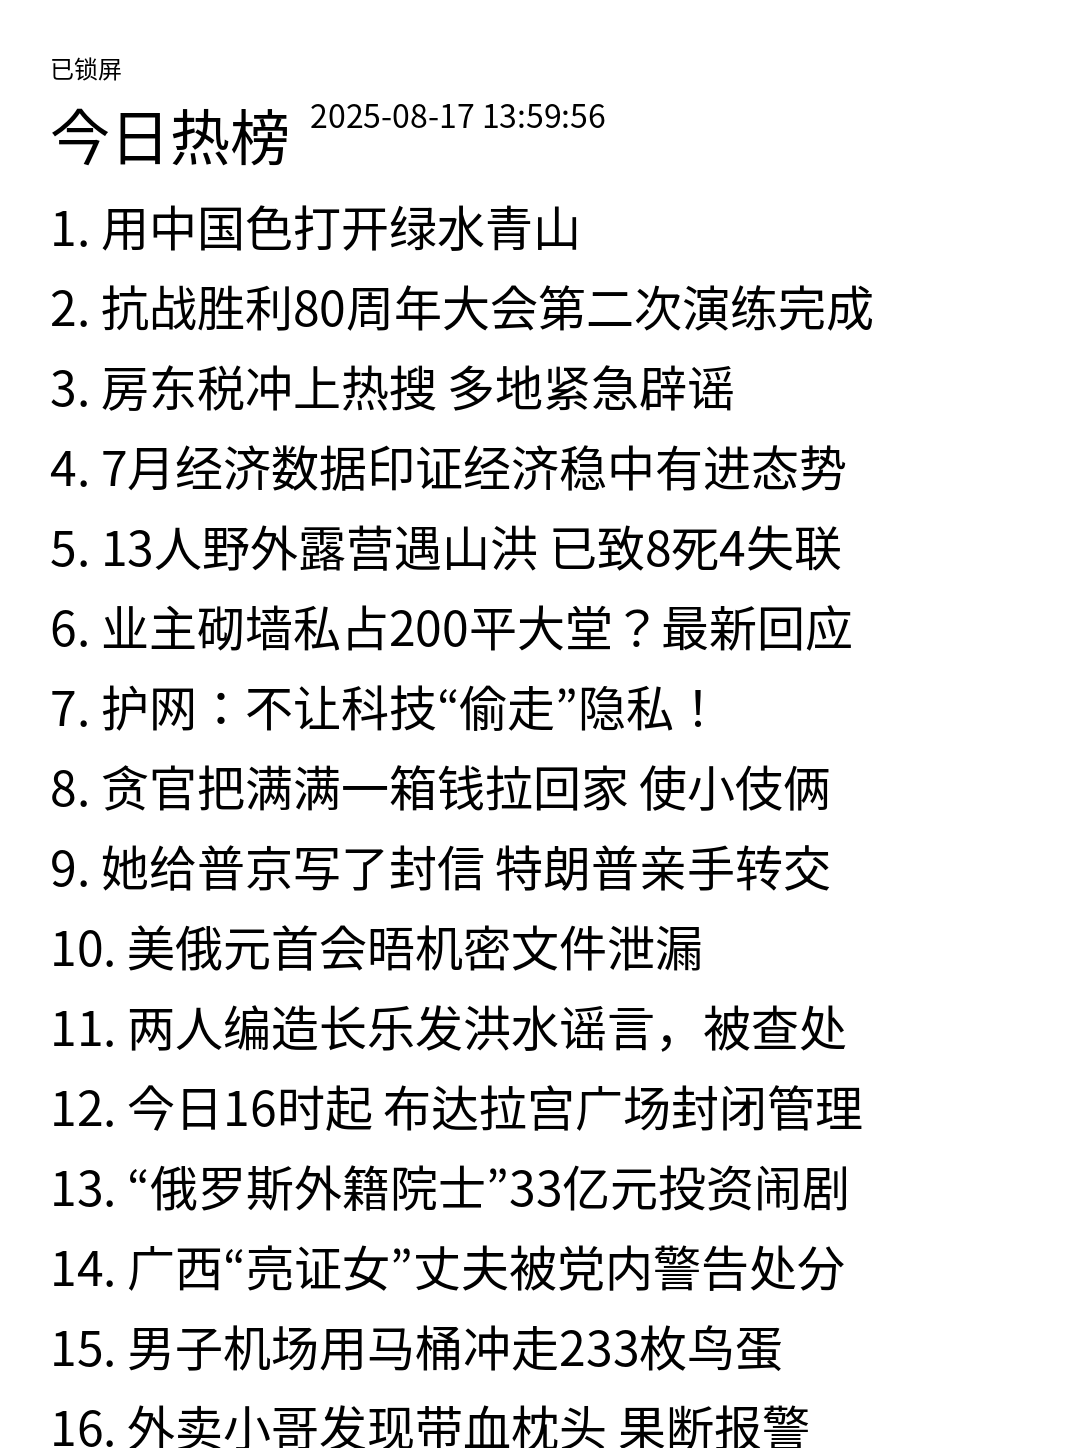 已锁屏
今日热榜 2025-08-17 13:59:56
1. 用中国色打开绿水青山
2. 抗战胜利80周年大会第二次演练完成
3. 房东税冲上热搜 多地紧急辟谣
4. 7月经济数据印证经济稳中有进态势
5. 13人野外露营遇山洪 已致8死4失联
6. 业主砌墙私占200平大堂？最新回应
7. 护网：不让科技“偷走”隐私！
8. 贪官把满满一箱钱拉回家 使小伎俩
9. 她给普京写了封信 特朗普亲手转交
10. 美俄元首会晤机密文件泄漏
11. 两人编造长乐发洪水谣言，被查处
12. 今日16时起 布达拉宫广场封闭管理
13. “俄罗斯外籍院士”33亿元投资闹剧
14. 广西“亮证女”丈夫被党内警告处分
15. 男子机场用马桶冲走233枚鸟蛋
16. 外卖小哥发现带血枕头 果断报警